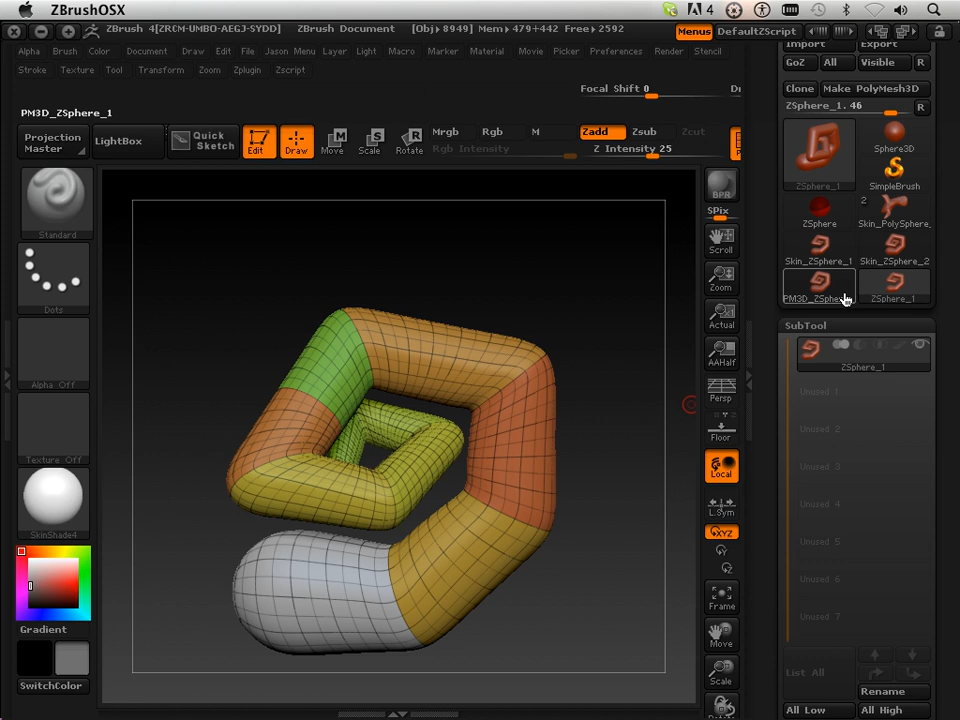 ZBrushOSX
4
ZBrush 4[ZRCM-UMBO-AEGJ-SYDD] ZBrush Document [Obj>8949] Mem>479+442 Free>2592
Menus DefaultZScript
Alpha Brush Color Document Draw Edit File Jason Menu Layer Light Macro Marker Material Movie Picker Preferences Render Stencil
Stroke Texture Tool Transform Zoom Zplugin Zscript
Focal Shift 0
PM3D_ZSphere_1
Projection Master
LightBox
Quick Sketch
Edit
Draw
Move
Scale
Rotate
Mrgb Rgb M
Rgb Intensity
Zadd Zsub Zcut
Z Intensity 25
Standard
Dots
Alpha Off
Texture Off
SkinShade4
Gradient
SwitchColor
BPR
SPix
Scroll
Zoom
Actual
AAHalf
Persp
Floor
Local
L.Sym
XYZ
Frame
Move
Scale
Rotate
Import Export
GoZ All Visible R
Clone Make PolyMesh3D
ZSphere_1. 46 R
ZSphere_1
Sphere3D
SimpleBrush
ZSphere
2
Skin_PolySphere_
Skin_ZSphere_1
Skin_ZSphere_2
PM3D_ZSphe
ZSphere_1
SubTool
ZSphere_1
Unused 1
Unused 2
Unused 3
Unused 4
Unused 5
Unused 6
Unused 7
List All
Rename
All Low All High